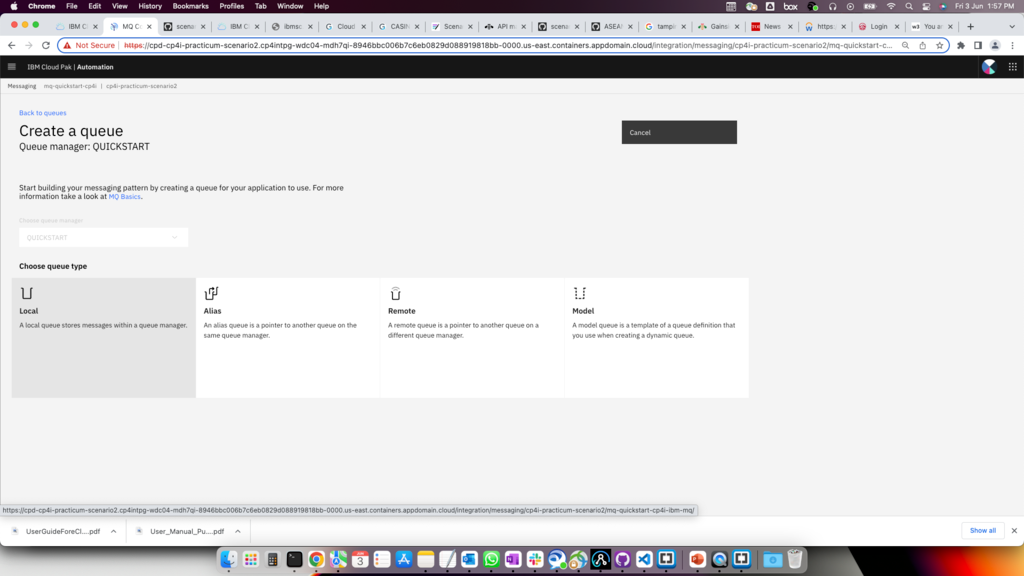 Chrome File Edit View History Bookmarks Profiles Tab Window Help
box
Fri 3 Jun 1:57 PM
IBM C
MQ C
scena
IBM C
ibmsc
Cloud
CASIN
Scena
API m
scena
ASEA
tamp
Gains
News
https:
Login
You a
Not Secure
https://cpd-cp4i-practicum-scenario2.cp4intpg-wdc04-mdh7qi-8946bbc006b7c6eb0829d088919818bb-0000.us-east.containers.appdomain.cloud/integration/messaging/cp4i-practicum-scenario2/mq-quickstart-c...
IBM Cloud Pak | Automation
Messaging mq-quickstart-cp4i | cp4i-practicum-scenario2
Back to queues
Create a queue
Queue manager: QUICKSTART
Cancel
Start building your messaging pattern by creating a queue for your application to use. For more
information take a look at MQ Basics.
Choose queue manager
QUICKSTART
Choose queue type
Local
A local queue stores messages within a queue manager.
Alias
An alias queue is a pointer to another queue on the
same queue manager.
Remote
A remote queue is a pointer to another queue on a
different queue manager.
Model
A model queue is a template of a queue definition that
you use when creating a dynamic queue.
https://cpd-cp4i-practicum-scenario2.cp4intpg-wdc04-mdh7qi-8946bbc006b7c6eb0829d088919818bb-0000.us-east.containers.appdomain.cloud/integration/messaging/cp4i-practicum-scenario2/mq-quickstart-cp4i-ibm-mq/
UserGuideForeCl....pdf
User_Manual_Pu....pdf
Show all